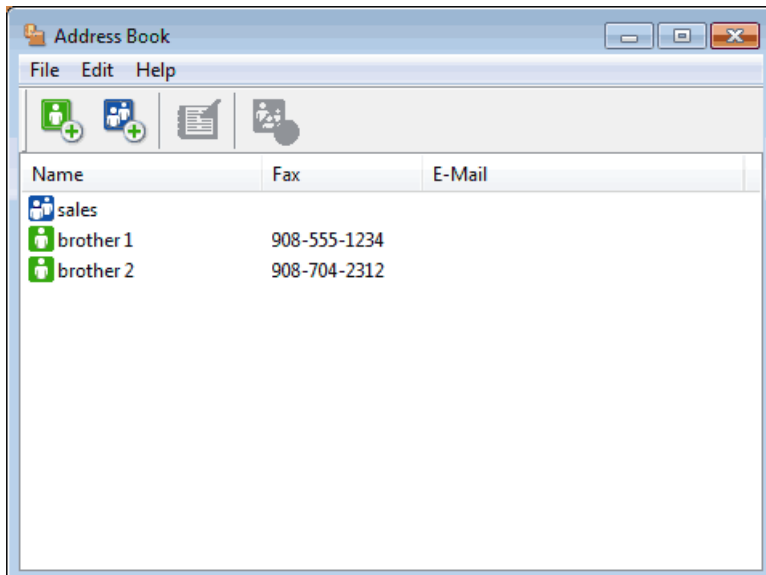 Address Book
File Edit Help
Name Fax E-Mail
sales
brother 1 908-555-1234
brother 2 908-704-2312